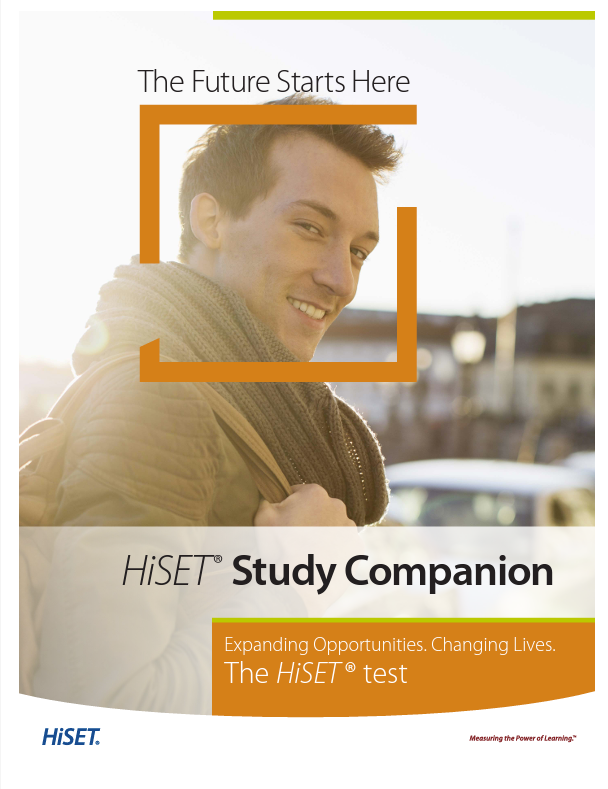 The Future Starts Here
HiSET® Study Companion
Expanding Opportunities. Changing Lives.
The HiSET® test
HiSET®
Measuring the Power of Learning.™